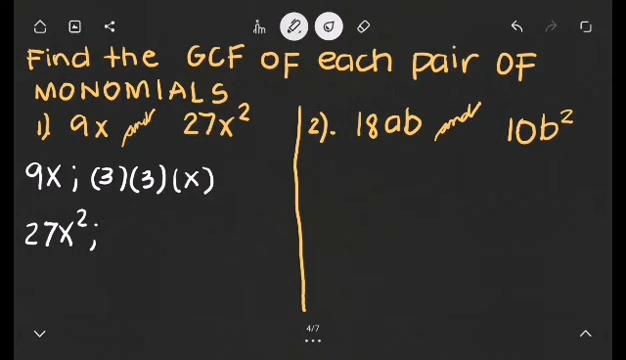 Find the GCF OF each pair OF
MONOMIALS
1) 9x and 27x²
9x ; (3)(3)(x)
27x² ;
2). 18ab and 10b²
4/7